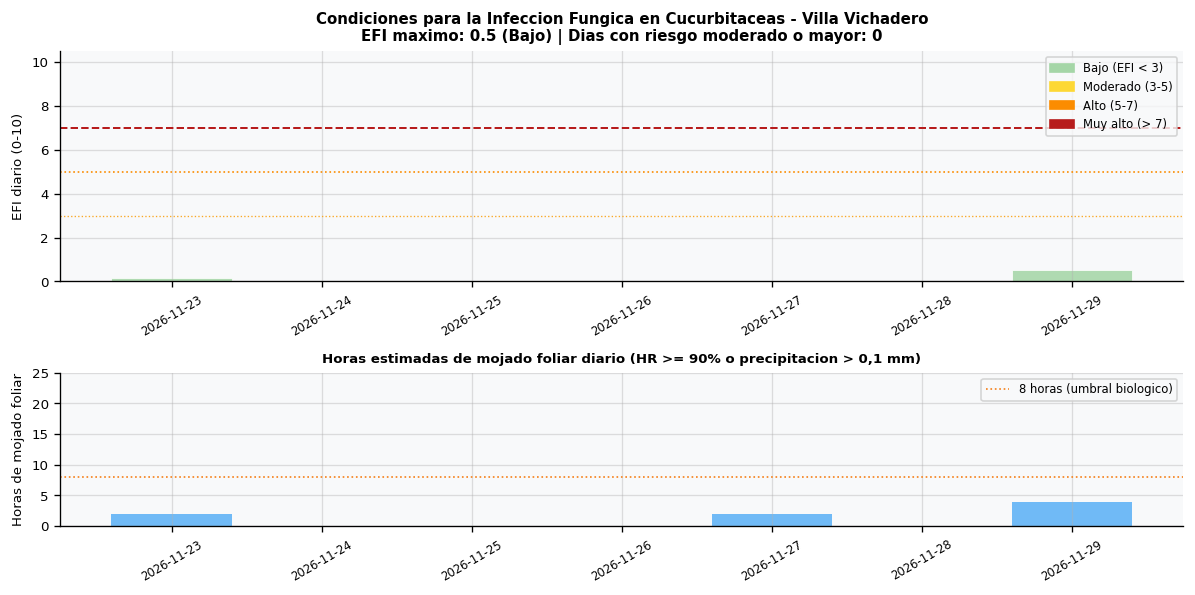 Condiciones para la Infeccion Fungica en Cucurbitaceas - Villa Vichadero
EFI maximo: 0.5 (Bajo) | Dias con riesgo moderado o mayor: 0
EFI diario (0-10)
10
8
6
4
2
0
Bajo (EFI < 3)
Moderado (3-5)
Alto (5-7)
Muy alto (> 7)
2026-11-23
2026-11-24
2026-11-25
2026-11-26
2026-11-27
2026-11-28
2026-11-29
Horas estimadas de mojado foliar diario (HR >= 90% o precipitacion > 0,1 mm)
Horas de mojado foliar
25
20
15
10
5
0
8 horas (umbral biologico)
2026-11-23
2026-11-24
2026-11-25
2026-11-26
2026-11-27
2026-11-28
2026-11-29